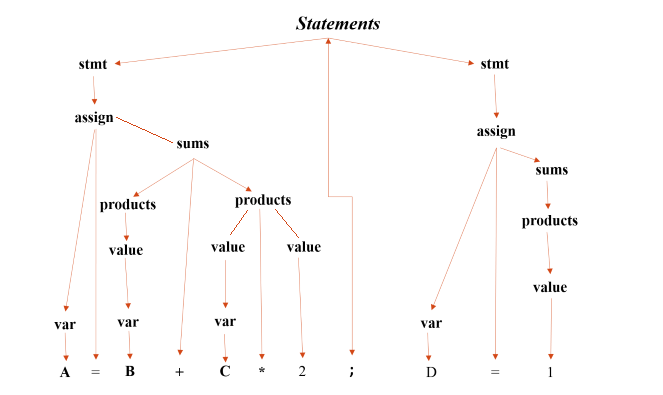 Statements
stmt stmt
assign assign
sums sums
products products products
value value value value
var var var var
A = B + C * 2 ; D = 1